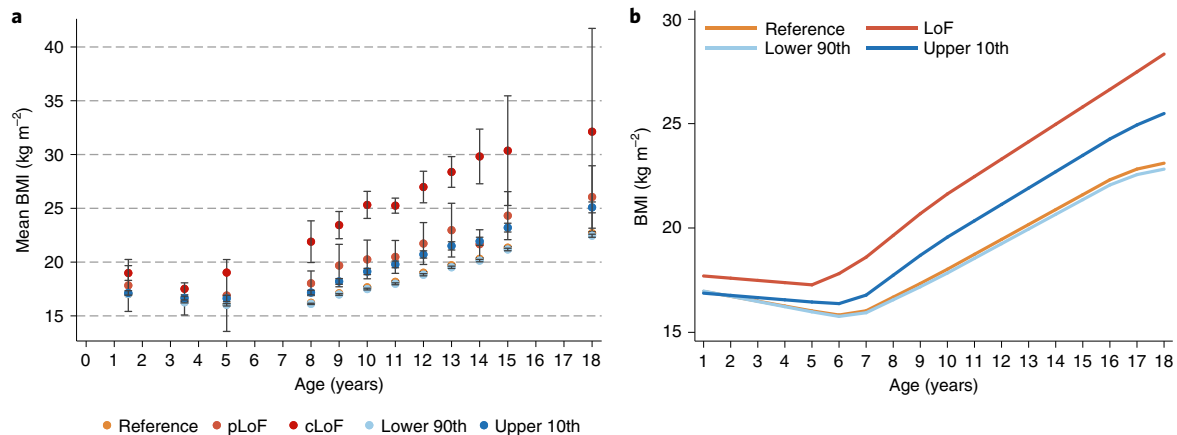 a
40
35
30
25
20
15
Mean BMI (kg m⁻²)
0 1 2 3 4 5 6 7 8 9 10 11 12 13 14 15 16 17 18
Age (years)
Reference pLoF cLoF Lower 90th Upper 10th
b
30
25
20
15
BMI (kg m⁻²)
Reference LoF
Lower 90th Upper 10th
1 2 3 4 5 6 7 8 9 10 11 12 13 14 15 16 17 18
Age (years)